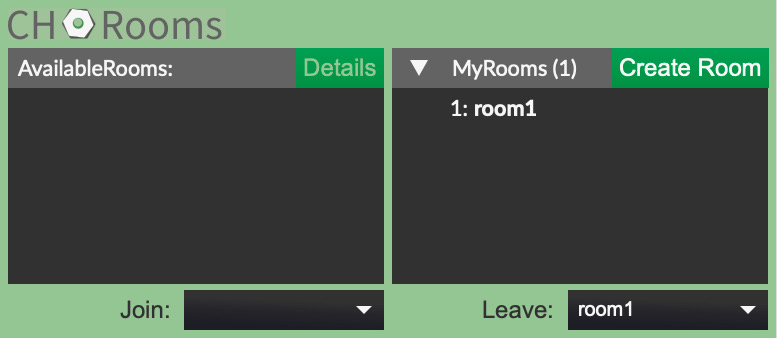 CH Rooms
AvailableRooms: Details
MyRooms (1) Create Room
1: room1
Join:
Leave: room1